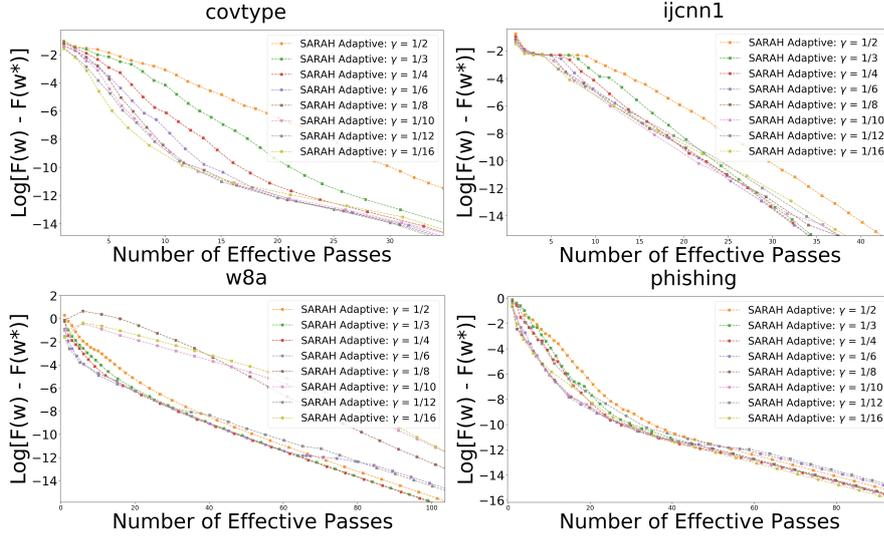 covtype
Log[F(w) - F(w*)]
−2
−4
−6
−8
−10
−12
−14
SARAH Adaptive: γ = 1/2
SARAH Adaptive: γ = 1/3
SARAH Adaptive: γ = 1/4
SARAH Adaptive: γ = 1/6
SARAH Adaptive: γ = 1/8
SARAH Adaptive: γ = 1/10
SARAH Adaptive: γ = 1/12
SARAH Adaptive: γ = 1/16
5 10 15 20 25 30
Number of Effective Passes
ijcnn1
Log[F(w) - F(w*)]
−2
−4
−6
−8
−10
−12
−14
SARAH Adaptive: γ = 1/2
SARAH Adaptive: γ = 1/3
SARAH Adaptive: γ = 1/4
SARAH Adaptive: γ = 1/6
SARAH Adaptive: γ = 1/8
SARAH Adaptive: γ = 1/10
SARAH Adaptive: γ = 1/12
SARAH Adaptive: γ = 1/16
5 10 15 20 25 30 35 40
Number of Effective Passes
w8a
Log[F(w) - F(w*)]
2
0
−2
−4
−6
−8
−10
−12
−14
SARAH Adaptive: γ = 1/2
SARAH Adaptive: γ = 1/3
SARAH Adaptive: γ = 1/4
SARAH Adaptive: γ = 1/6
SARAH Adaptive: γ = 1/8
SARAH Adaptive: γ = 1/10
SARAH Adaptive: γ = 1/12
SARAH Adaptive: γ = 1/16
0 20 40 60 80 100
Number of Effective Passes
phishing
Log[F(w) - F(w*)]
0
−2
−4
−6
−8
−10
−12
−14
−16
SARAH Adaptive: γ = 1/2
SARAH Adaptive: γ = 1/3
SARAH Adaptive: γ = 1/4
SARAH Adaptive: γ = 1/6
SARAH Adaptive: γ = 1/8
SARAH Adaptive: γ = 1/10
SARAH Adaptive: γ = 1/12
SARAH Adaptive: γ = 1/16
0 20 40 60 80
Number of Effective Passes